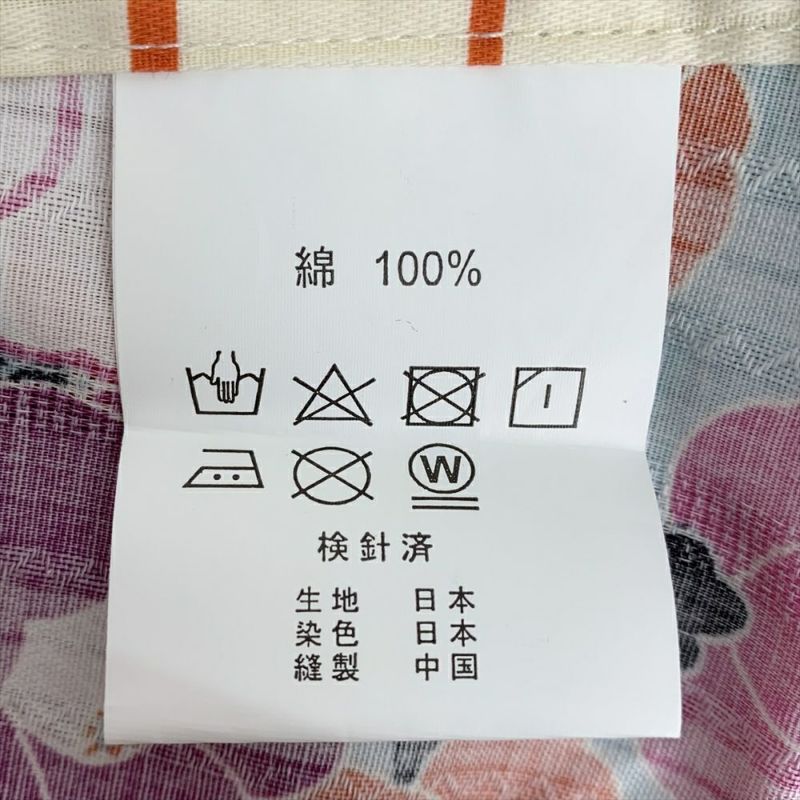 綿 100%
W
検針済
生地 日本
染色 日本
縫製 中国